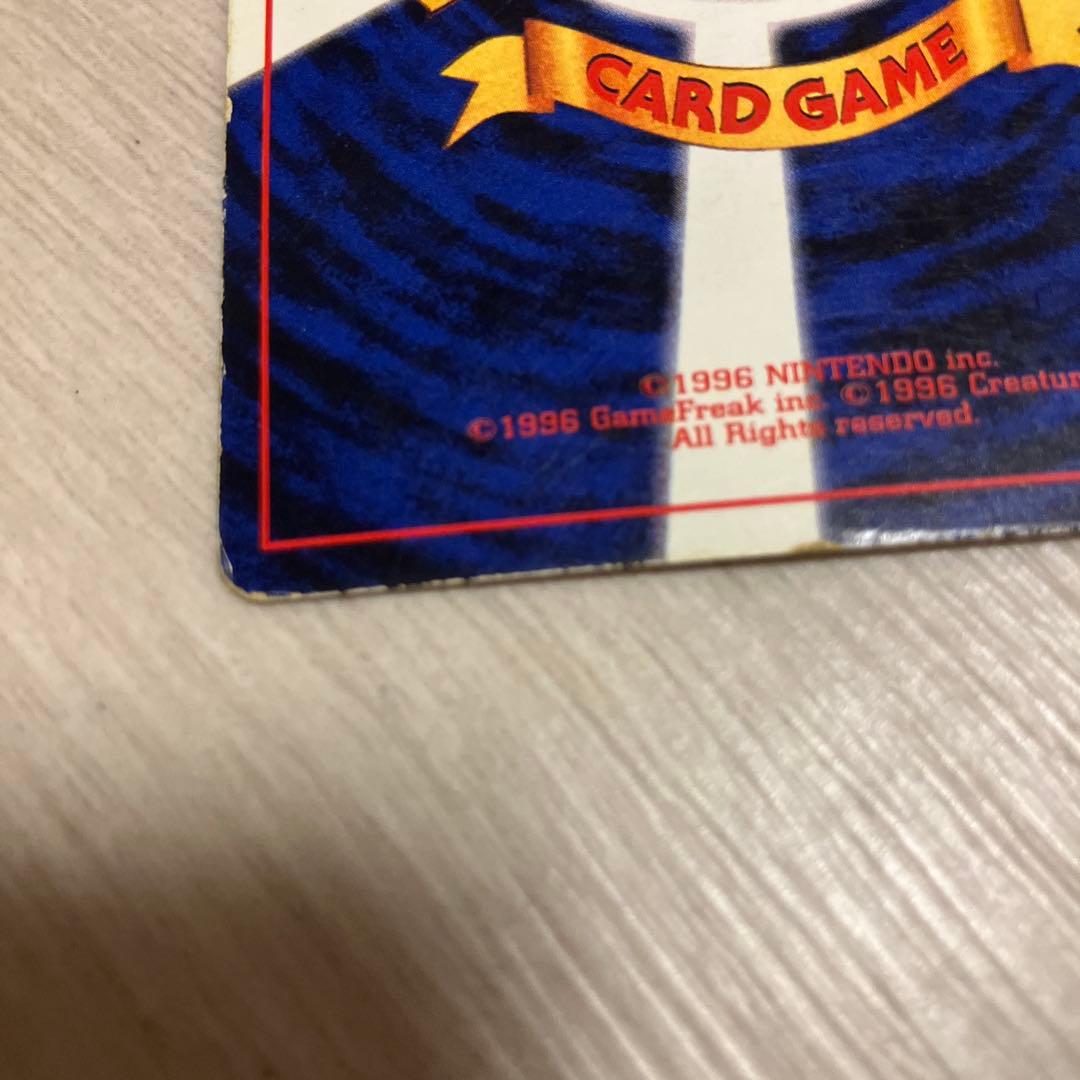 CARD GAME
©1996 NINTENDO inc.
©1996 GameFreak inc. ©1996 Creatur
All Rights reserved.